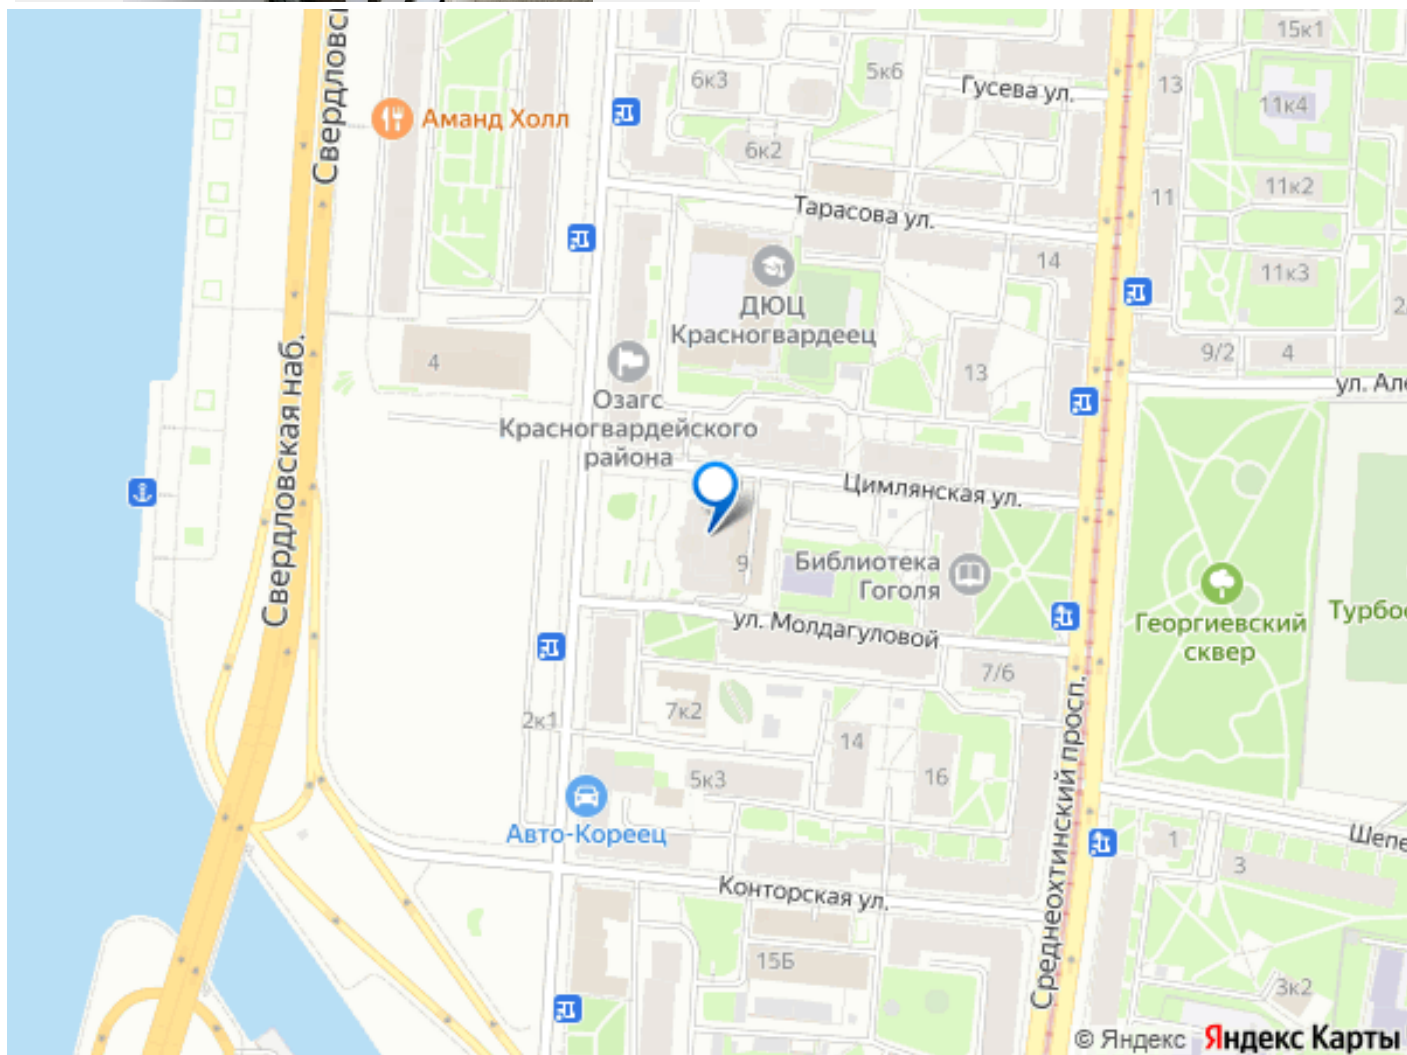 15к1
Свердловс
6к3
5к6
Гусева ул.
13
11к4
Аманд Холл
6к2
11
11к2
Тарасова ул.
14
11к3
ДЮЦ
Красногвардеец
4
13
9/2
4
2
ул. Але
Свердловская наб.
Озагс
Красногвардейского
района
Цимлянская ул.
9
Библиотека
Гоголя
ул. Молдагуловой
Георгиевский
сквер
Турбос
7/6
2к1
7к2
14
16
5к3
Среднеохтинский просп.
Авто-Кореец
1
Шепе
3
Конторская ул.
15Б
3к2
© Яндекс Яндекс Карты